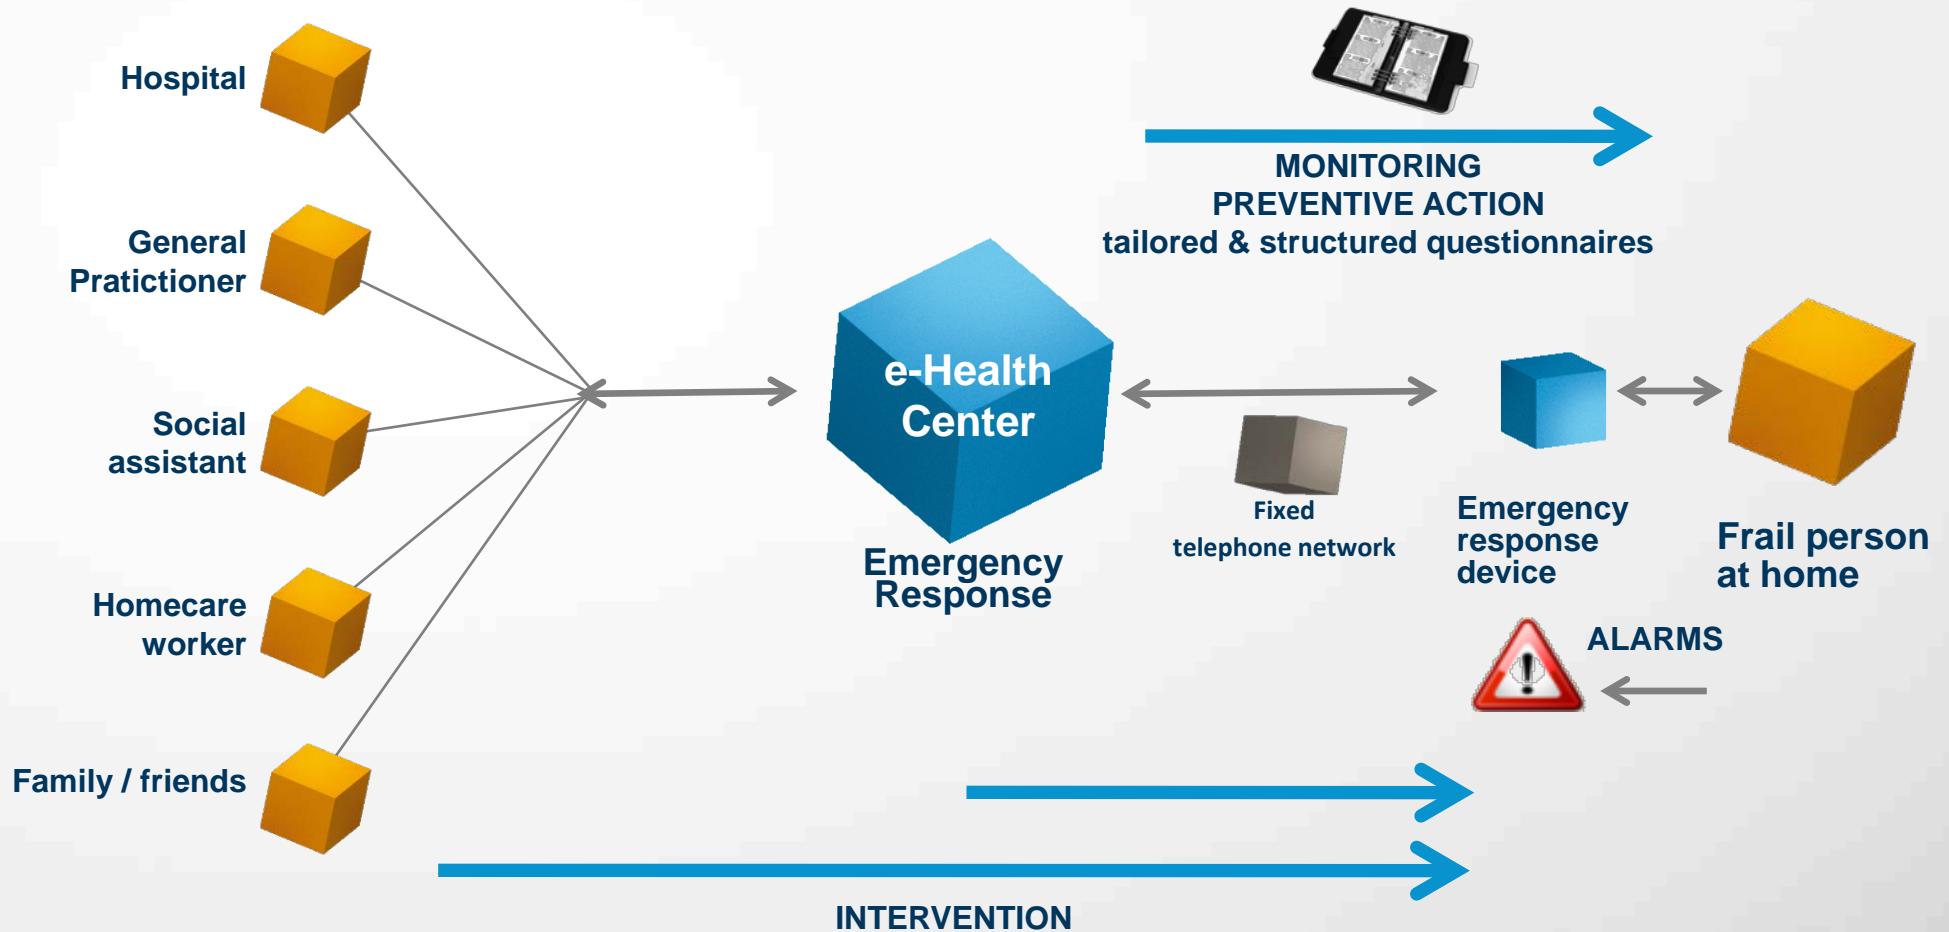 Hospital
General
Pratictioner
Social
assistant
Homecare
worker
Family / friends
e-Health
Center
Emergency
Response
MONITORING
PREVENTIVE ACTION
tailored & structured questionnaires
Fixed
telephone network
Emergency
response
device
Frail person
at home
ALARMS
INTERVENTION